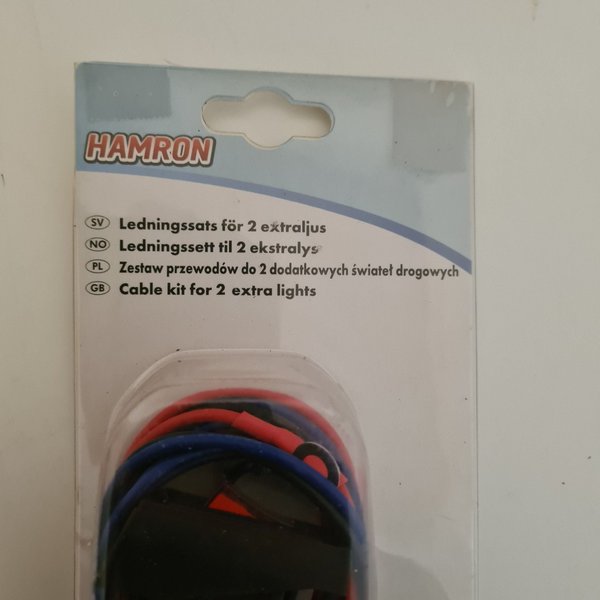 HAMRON
SV Ledningssats för 2 extraljus
NO Ledningssett til 2 ekstralys
PL Zestaw przewodów do 2 dodatkowych świateł drogowych
GB Cable kit for 2 extra lights